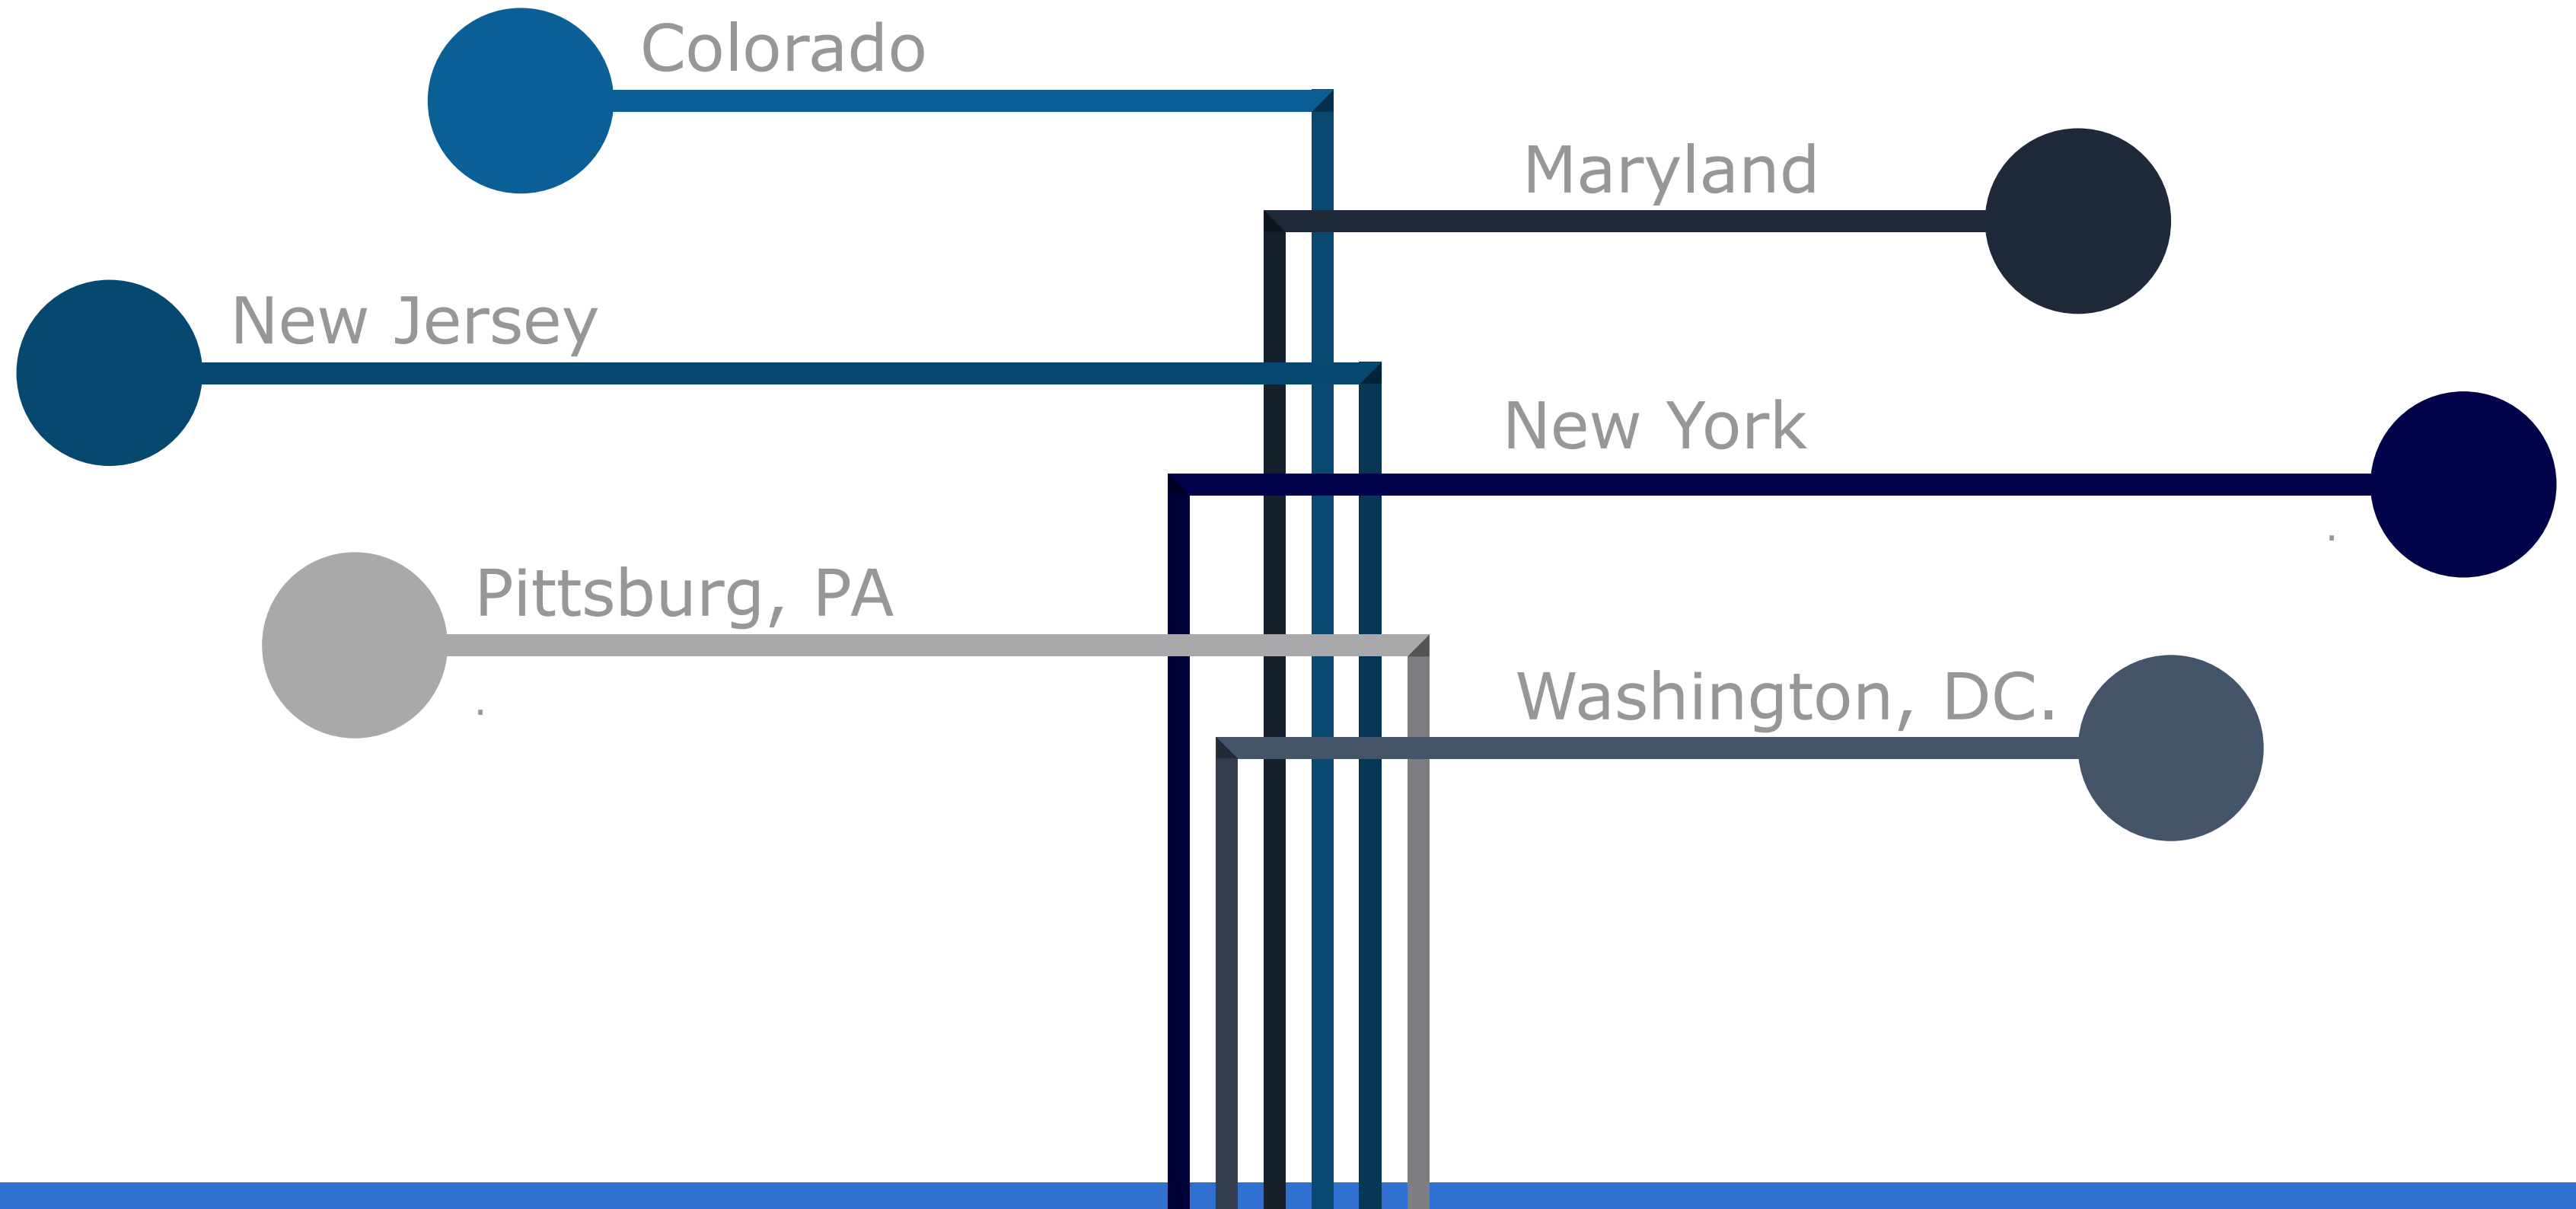 Colorado
Maryland
New Jersey
New York
.
Pittsburg, PA
.
Washington, DC.